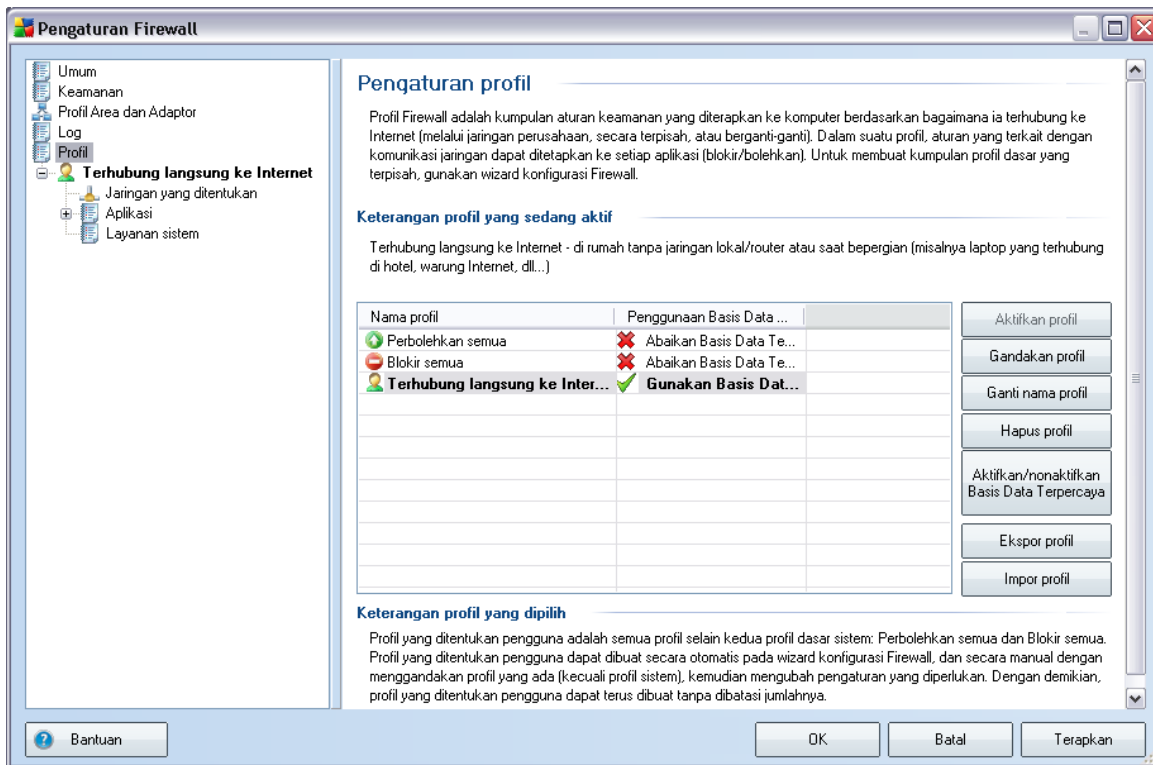 Pengaturan Firewall
Umum
Keamanan
Profil Area dan Adaptor
Log
Profil
Terhubung langsung ke Internet
Jaringan yang ditentukan
Aplikasi
Layanan sistem
Pengaturan profil
Profil Firewall adalah kumpulan aturan keamanan yang diterapkan ke komputer berdasarkan bagaimana ia terhubung ke
Internet (melalui jaringan perusahaan, secara terpisah, atau berganti-ganti). Dalam suatu profil, aturan yang terkait dengan
komunikasi jaringan dapat ditetapkan ke setiap aplikasi (blokir/bolehkan). Untuk membuat kumpulan profil dasar yang
terpisah, gunakan wizard konfigurasi Firewall.
Keterangan profil yang sedang aktif
Terhubung langsung ke Internet - di rumah tanpa jaringan lokal/router atau saat bepergian (misalnya laptop yang terhubung
di hotel, warung Internet, dll...)
Nama profil Penggunaan Basis Data ...
Perbolehkan semua Abaikan Basis Data Te...
Blokir semua Abaikan Basis Data Te...
Terhubung langsung ke Inter... Gunakan Basis Dat...
Aktifkan profil
Gandakan profil
Ganti nama profil
Hapus profil
Aktifkan/nonaktifkan
Basis Data Terpercaya
Ekspor profil
Impor profil
Keterangan profil yang dipilih
Profil yang ditentukan pengguna adalah semua profil selain kedua profil dasar sistem: Perbolehkan semua dan Blokir semua.
Profil yang ditentukan pengguna dapat dibuat secara otomatis pada wizard konfigurasi Firewall, dan secara manual dengan
menggandakan profil yang ada (kecuali profil sistem), kemudian mengubah pengaturan yang diperlukan. Dengan demikian,
profil yang ditentukan pengguna dapat terus dibuat tanpa dibatasi jumlahnya.
Bantuan
OK
Batal
Terapkan